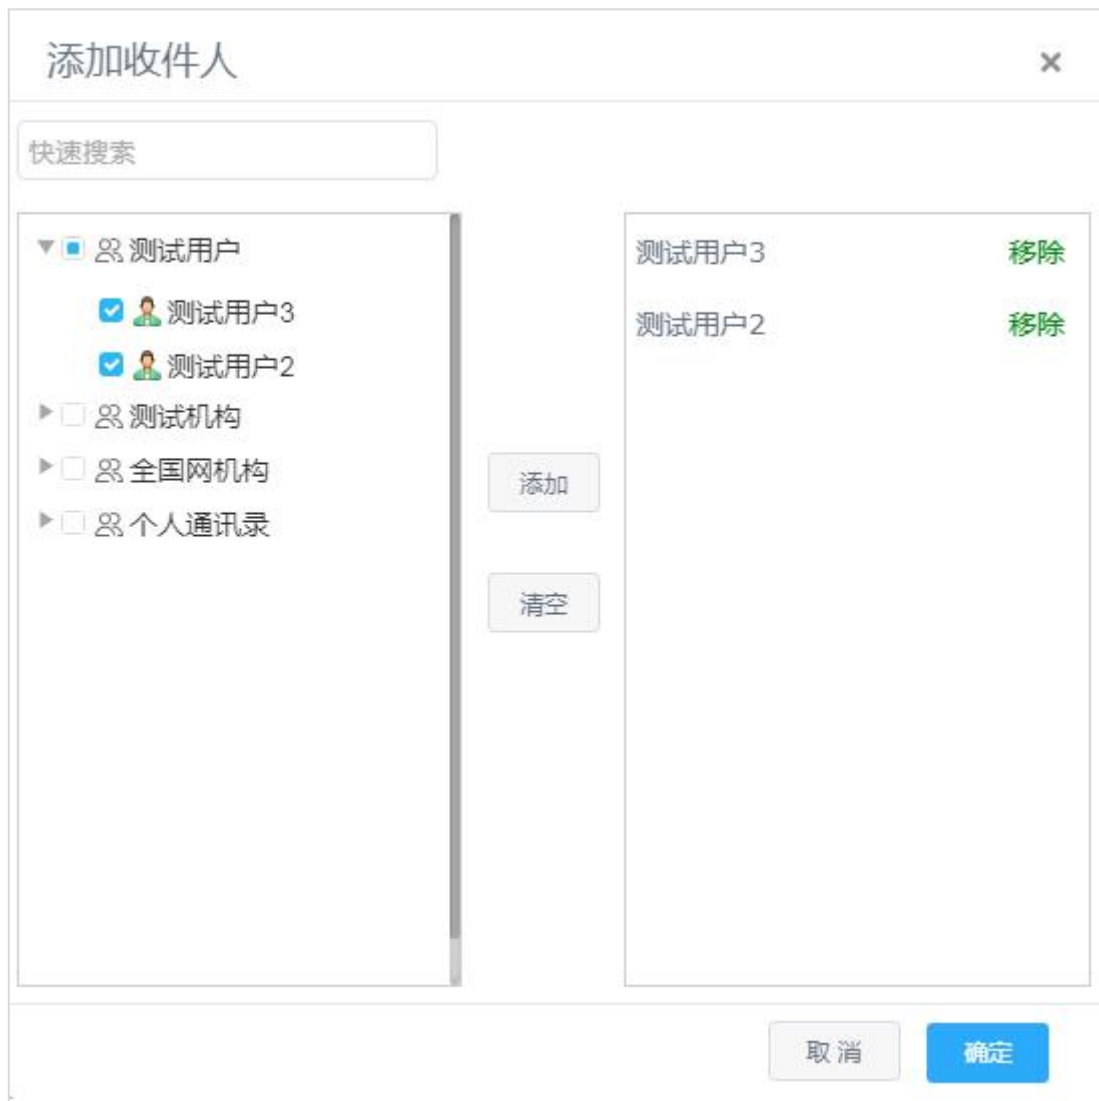 添加收件人
快速搜索
测试用户
测试用户3
测试用户2
测试机构
全国网机构
个人通讯录
添加
清空
测试用户3 移除
测试用户2 移除
取消
确定